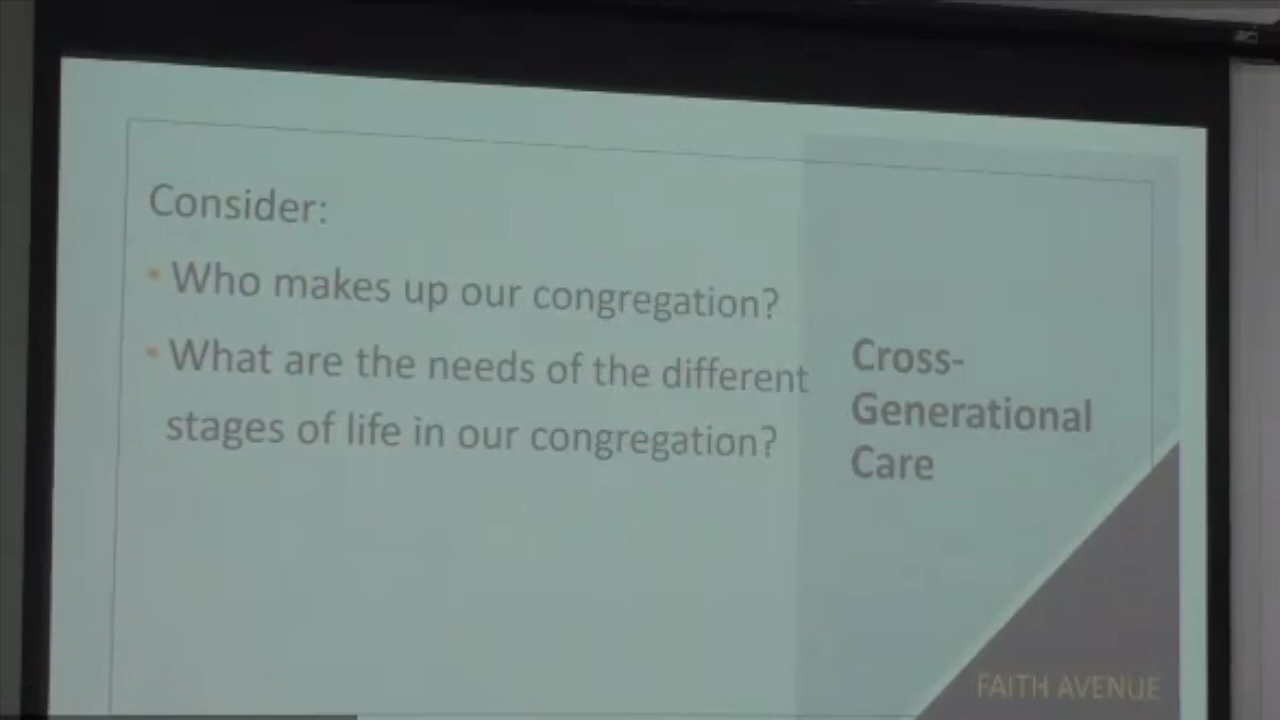 Consider:
• Who makes up our congregation?
• What are the needs of the different
stages of life in our congregation?
Cross-
Generational
Care
FAITH AVENUE